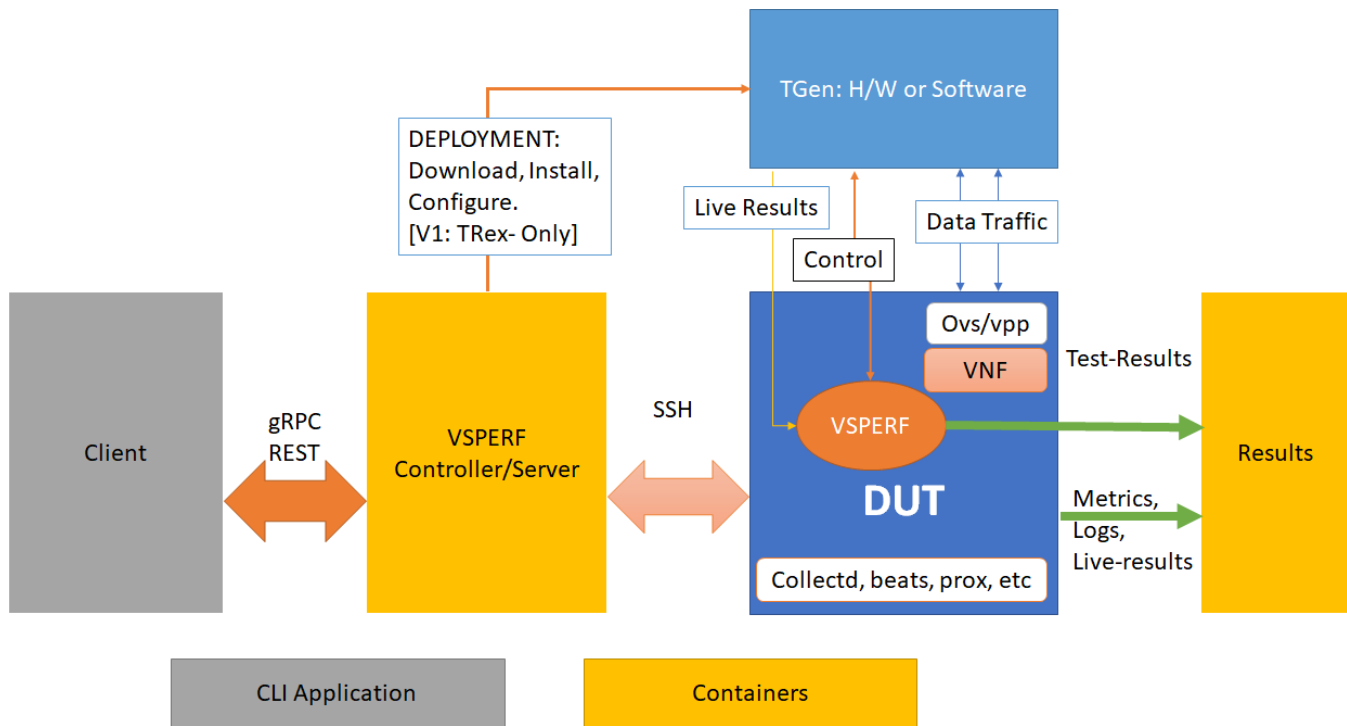 TGen: H/W or Software
DEPLOYMENT:
Download, Install,
Configure.
[V1: TRex- Only]
Live Results
Data Traffic
Control
Client
gRPC
REST
VSPERF
Controller/Server
SSH
Ovs/vpp
VNF
VSPERF
DUT
Collectd, beats, prox, etc
Test-Results
Metrics,
Logs,
Live-results
Results
CLI Application
Containers